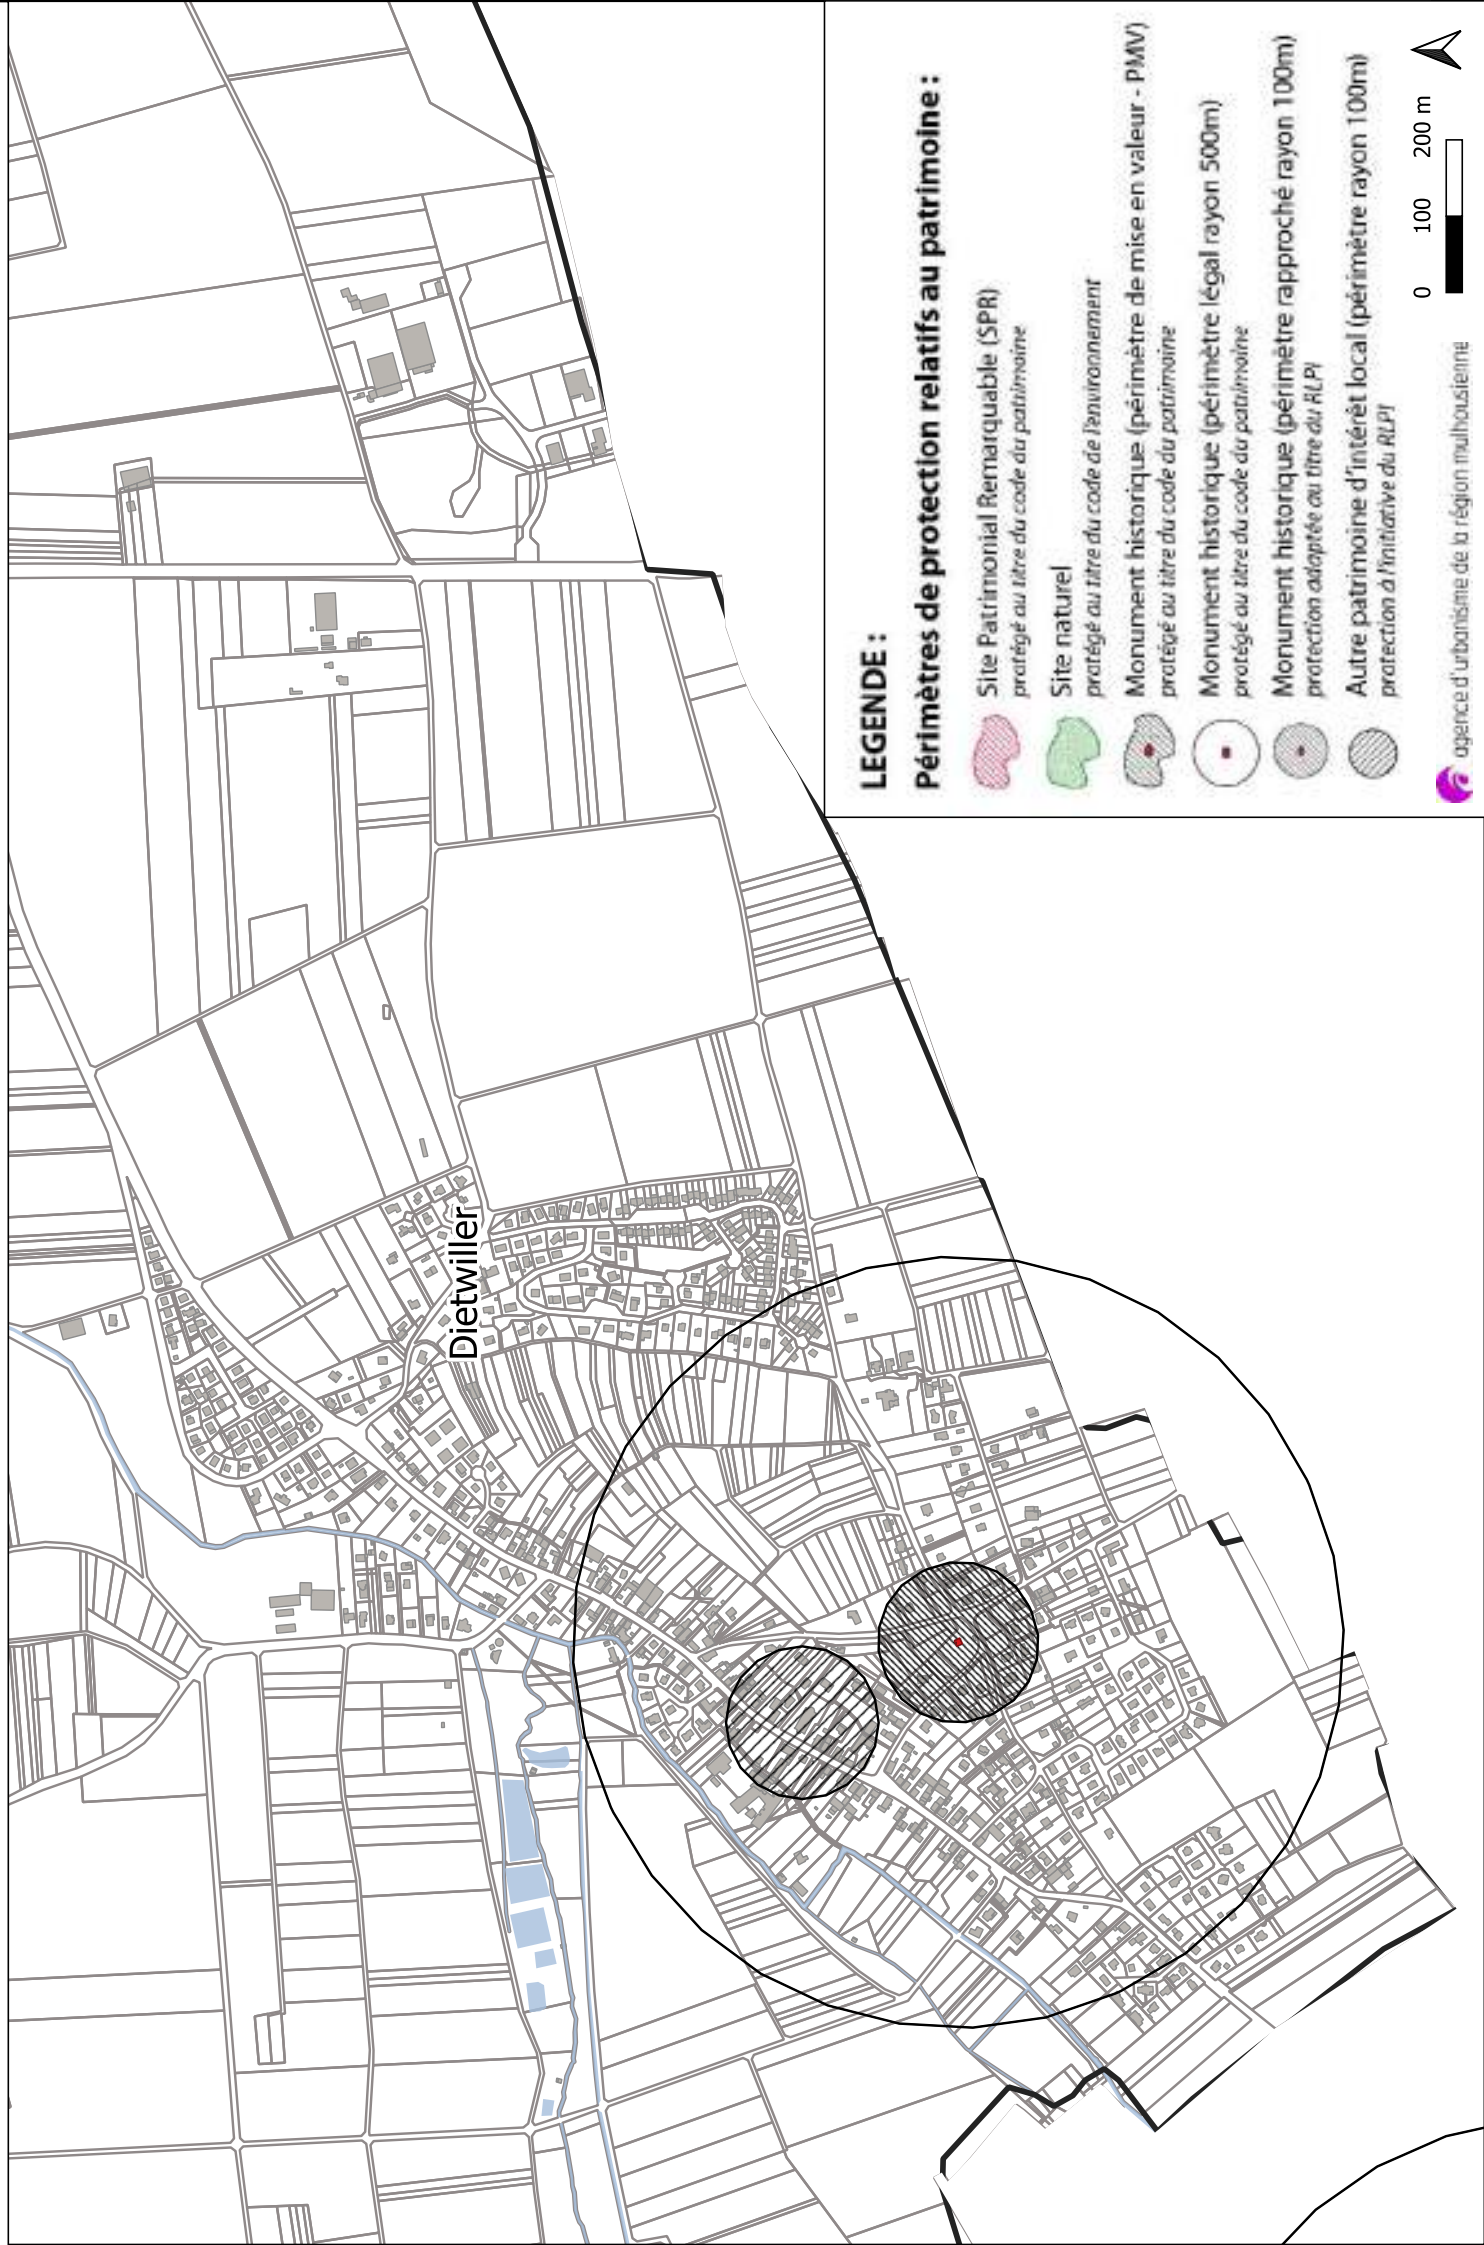 Dietwiller
LEGENDE :
Périmètres de protection relatifs au patrimoine :
Site Patrimonial Remarquable (SPR)
protégé au titre du code du patrimoine
Site naturel
protégé au titre du code de l'environnement
Monument historique (périmètre de mise en valeur - PMV)
protégé au titre du code du patrimoine
Monument historique (périmètre légal rayon 500m)
protégé au titre du code du patrimoine
Monument historique (périmètre rapproché rayon 100m)
protection adaptée au titre du RLPi
Autre patrimoine d'intérêt local (périmètre rayon 100m)
protection à l'initiative du RLPI
0 100 200 m
agence d'urbanisme de la région mulhousienne